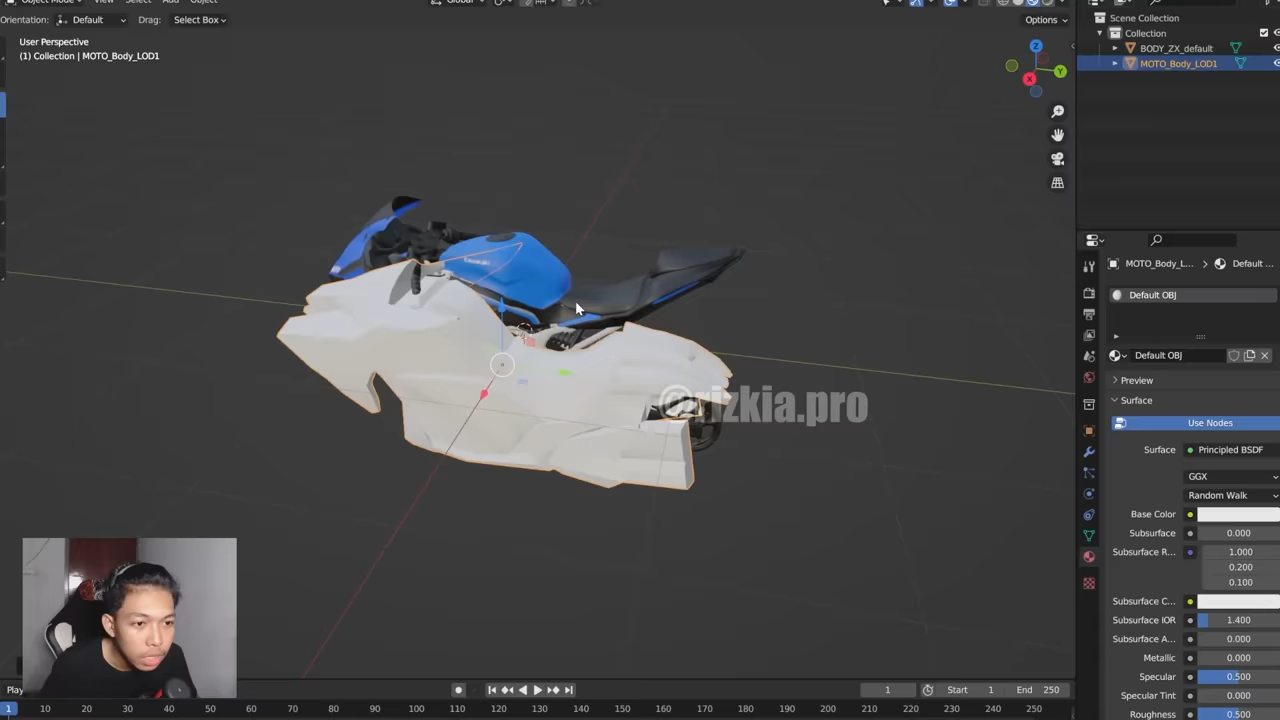 Object Mode
View
Select
Add
Object
Global
Orientation:
Default
Drag:
Select Box
Options
User Perspective
(1) Collection | MOTO_Body_LOD1
Kawasaki
@rizkia.pro
Scene Collection
Collection
BODY_ZX_default
MOTO_Body_LOD1
MOTO_Body_L...
Default ...
Default OBJ
Default OBJ
Preview
Surface
Use Nodes
Surface
Principled BSDF
GGX
Random Walk
Base Color
Subsurface
0.000
Subsurface R...
1.000
0.200
0.100
Subsurface C...
Subsurface IOR
1.400
Subsurface A...
0.000
Metallic
0.000
Specular
0.500
Specular Tint
0.000
Roughness
0.500
Z
Y
X
Play
1
Start
1
End
250
1
10
20
30
40
50
60
70
80
90
100
110
120
130
140
150
160
170
180
190
200
210
220
230
240
250